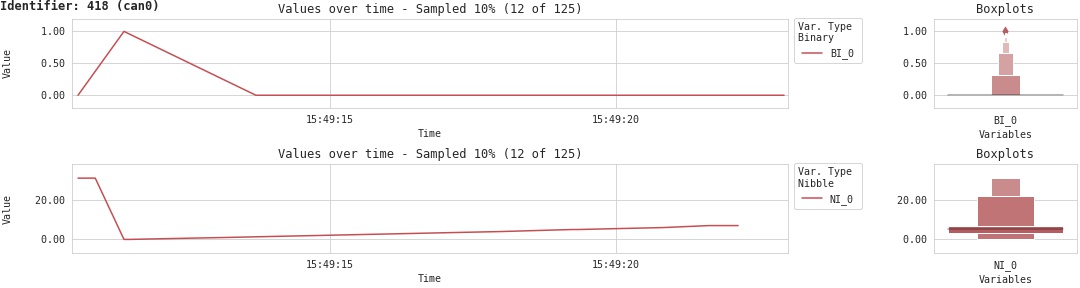 Identifier: 418 (can0)
Values over time - Sampled 10% (12 of 125)
Boxplots
Value
1.00
0.50
0.00
15:49:15
15:49:20
Time
Var. Type
Binary
BI_0
1.00
0.50
0.00
BI_0
Variables
Values over time - Sampled 10% (12 of 125)
Boxplots
Value
20.00
0.00
15:49:15
15:49:20
Time
Var. Type
Nibble
NI_0
20.00
0.00
NI_0
Variables